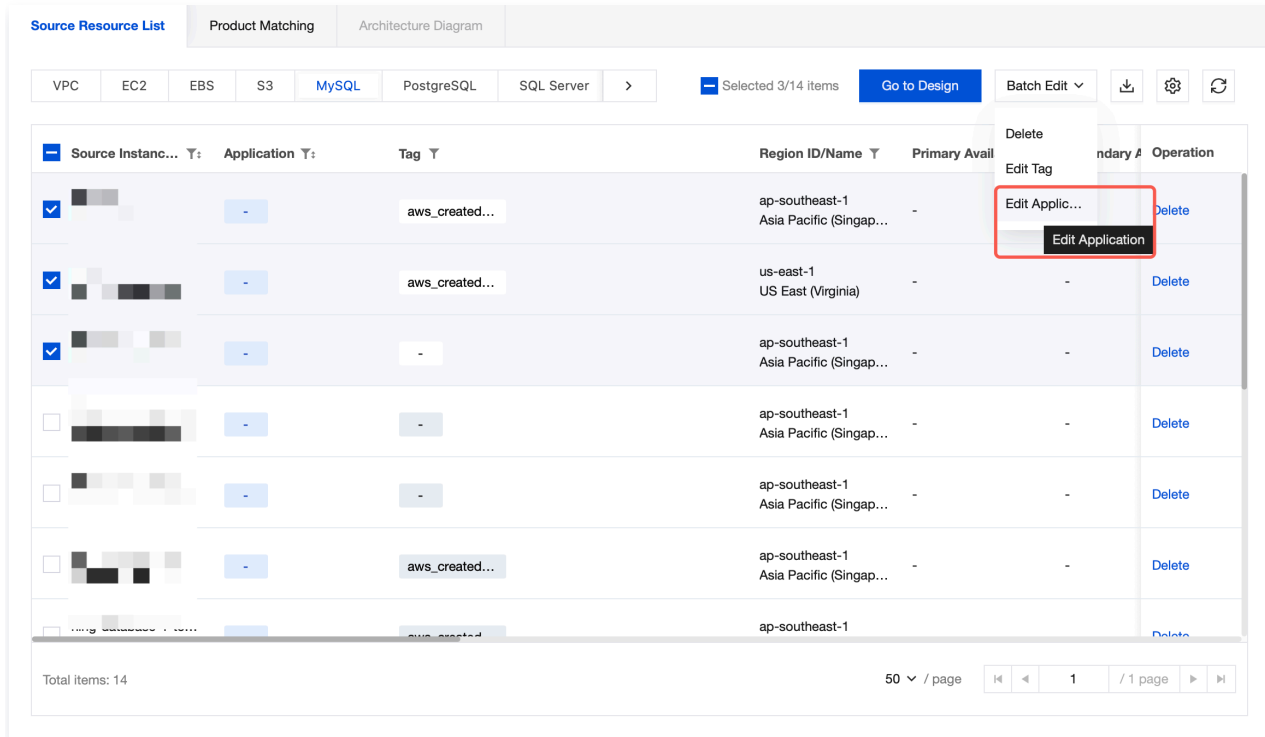 Source Resource List
Product Matching
Architecture Diagram
VPC
EC2
EBS
S3
MySQL
PostgreSQL
SQL Server
Selected 3/14 items
Go to Design
Batch Edit
Delete
Edit Tag
Edit Applic...
Edit Application
Source Instanc...
Application
Tag
Region ID/Name
Primary Avail
ndary A
Operation
-
aws_created...
ap-southeast-1
Asia Pacific (Singap...
-
Delete
-
aws_created...
us-east-1
US East (Virginia)
-
-
Delete
-
-
ap-southeast-1
Asia Pacific (Singap...
-
-
Delete
-
-
ap-southeast-1
Asia Pacific (Singap...
-
-
Delete
-
-
ap-southeast-1
Asia Pacific (Singap...
-
-
Delete
-
aws_created...
ap-southeast-1
Asia Pacific (Singap...
-
-
Delete
aws_created
ap-southeast-1
Delete
Total items: 14
50 / page
1
/ 1 page